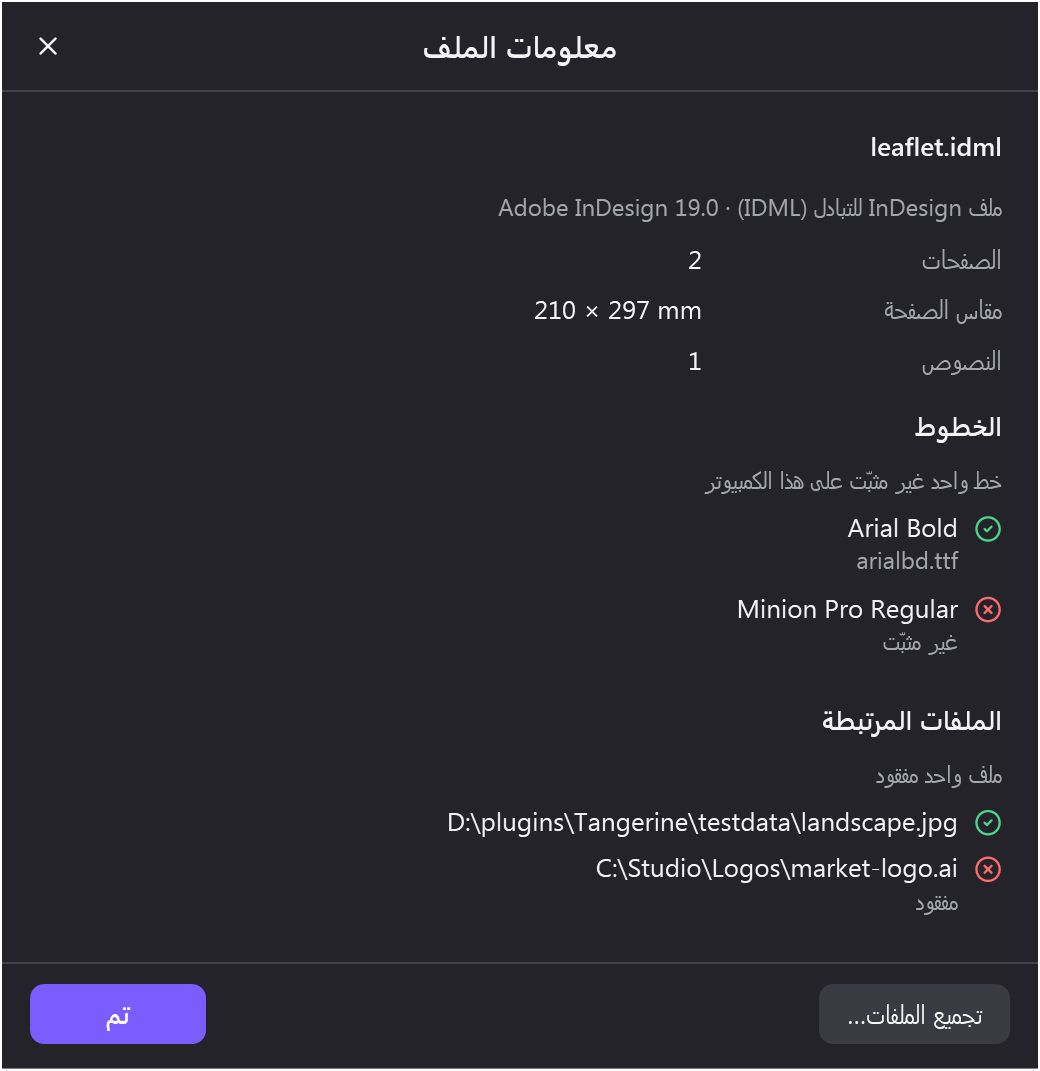 معلومات الملف
leaflet.idml
ملف InDesign للتبادل (IDML) · Adobe InDesign 19.0
الصفحات 2
مقاس الصفحة 210 × 297 mm
النصوص 1
الخطوط
خط واحد غير مثبّت على هذا الكمبيوتر
Arial Bold
arialbd.ttf
Minion Pro Regular
غير مثبّت
الملفات المرتبطة
ملف واحد مفقود
D:\plugins\Tangerine\testdata\landscape.jpg
C:\Studio\Logos\market-logo.ai
مفقود
تجميع الملفات...
تم